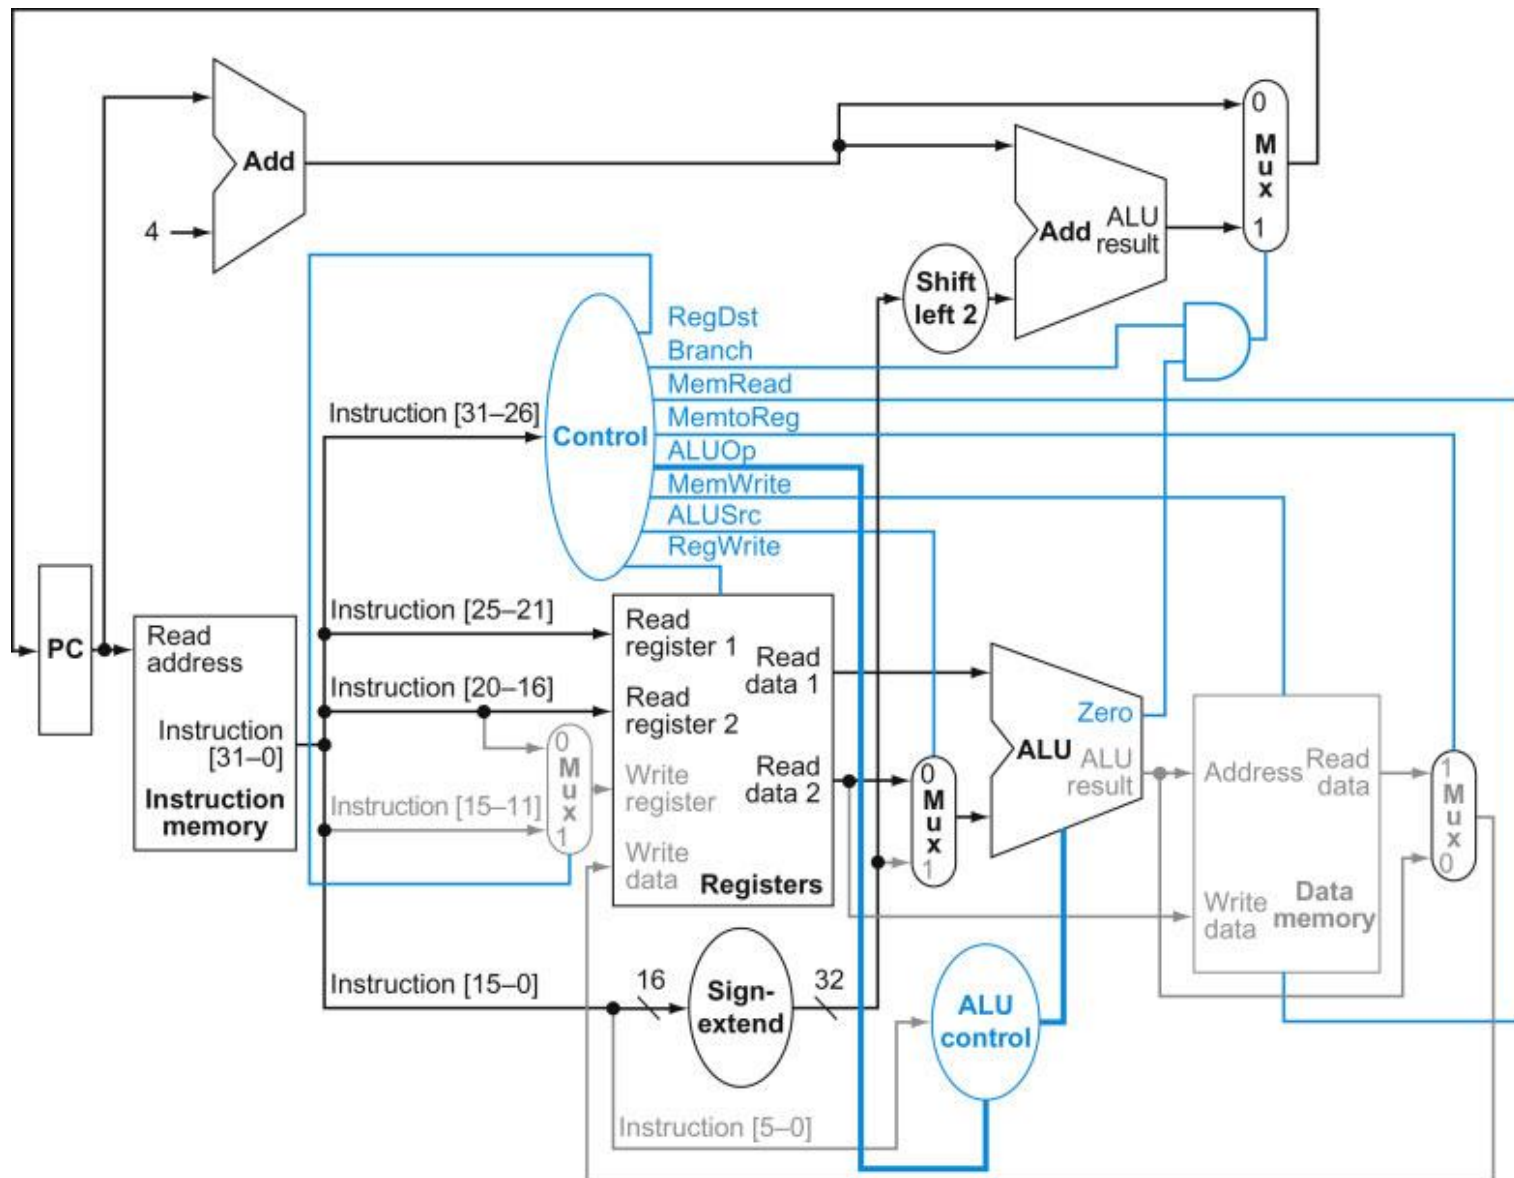 Add
4
0
Mux
1
Add
ALU
result
Shift
left 2
RegDst
Branch
MemRead
MemtoReg
ALUOp
MemWrite
ALUSrc
RegWrite
Instruction [31–26]
Control
PC
Read
address
Instruction
[31–0]
Instruction
memory
Instruction [25–21]
Instruction [20–16]
Instruction [15–11]
0
Mux
1
Read
register 1
Read
register 2
Write
register
Write
data
Read
data 1
Read
data 2
Registers
0
Mux
1
Zero
ALU
ALU
result
Address
Read
data
Write
data
Data
memory
1
Mux
0
Instruction [15–0]
16
Sign-
extend
32
ALU
control
Instruction [5–0]